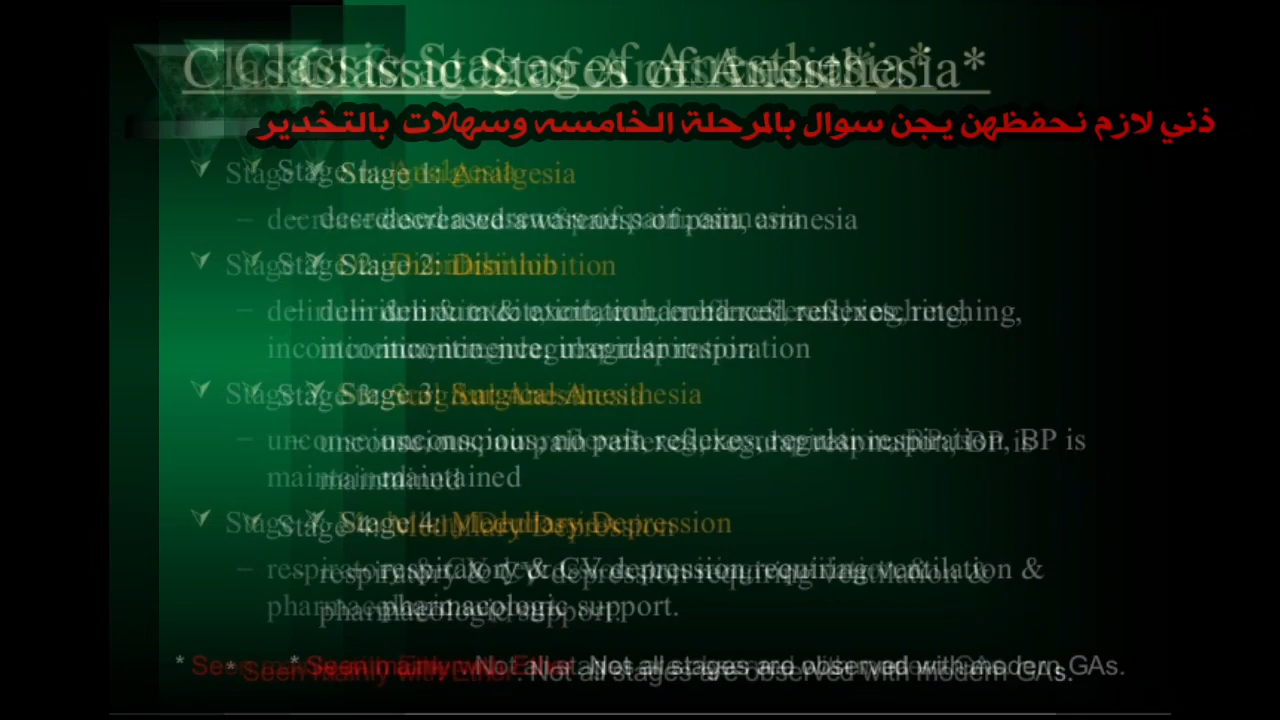 Classic Stages of Anesthesia*
ذني لازم نحفظهن يجن سوال بالمرحلة الخامسه وسهلات بالتخدير
Stage 1: Analgesia
– decreased awareness of pain, amnesia
Stage 2: Disinhibition
– delirium & excitation, enhanced reflexes, retching,
incontinence, irregular respiration
Stage 3: Surgical Anesthesia
– unconscious, no pain reflexes, regular respiration, BP is
maintained
Stage 4: Medullary Depression
– respiratory & CV depression requiring ventilation &
pharmacologic support.
* Seen mainly with Ether. Not all stages are observed with modern GAs.